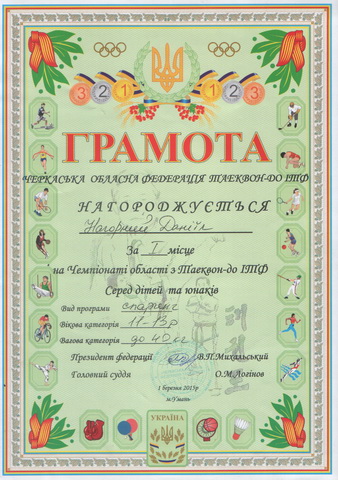 3 2 1 1 2 3
ГРАМОТА
ЧЕРКАСЬКА ОБЛАСНА ФЕДЕРАЦІЯ ТАЕКВОН-ДО ІТФ
НАГОРОДЖУЄТЬСЯ
Нагорний Даніїл
За I місце
на Чемпіонаті області з Таеквон-до ІТФ
Серед дітей та юнаків
Вид програми спаринг
Вікова категорія 11-13р
Вагова категорія до 40 кг
Президент федерації В.П.Михальський
Головний суддя О.М.Логінов
1 березня 2015р
м.Умань
УКРАЇНА